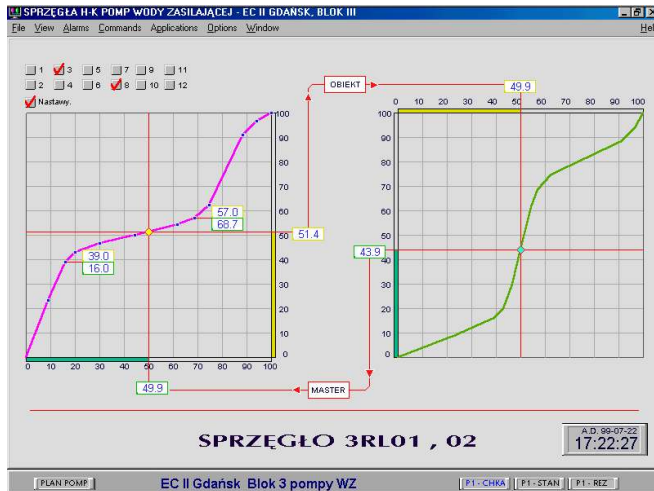 SPRZĘGŁA H-K POMP WODY ZASILAJĄCEJ - EC II GDAŃSK, BLOK III
File View Alarms Commands Applications Options Window Hel
1 3 5 7 9 11
2 4 6 8 10 12
Nastawy.
OBIEKT
49.9
0 10 20 30 40 50 60 70 80 90 100
100
90
80
70
60
50
40
30
20
10
0
57.0
68.7
39.0
16.0
51.4
0 10 20 30 40 50 60 70 80 90 100
49.9
100
90
80
70
60
50
43.9
40
30
20
10
0
MASTER
SPRZĘGŁO 3RL01 , 02
A.D. 99-07-22
17:22:27
PLAN POMP
EC II Gdańsk Blok 3 pompy WZ
P1 - CHKA
P1 - STAN
P1 - REZ